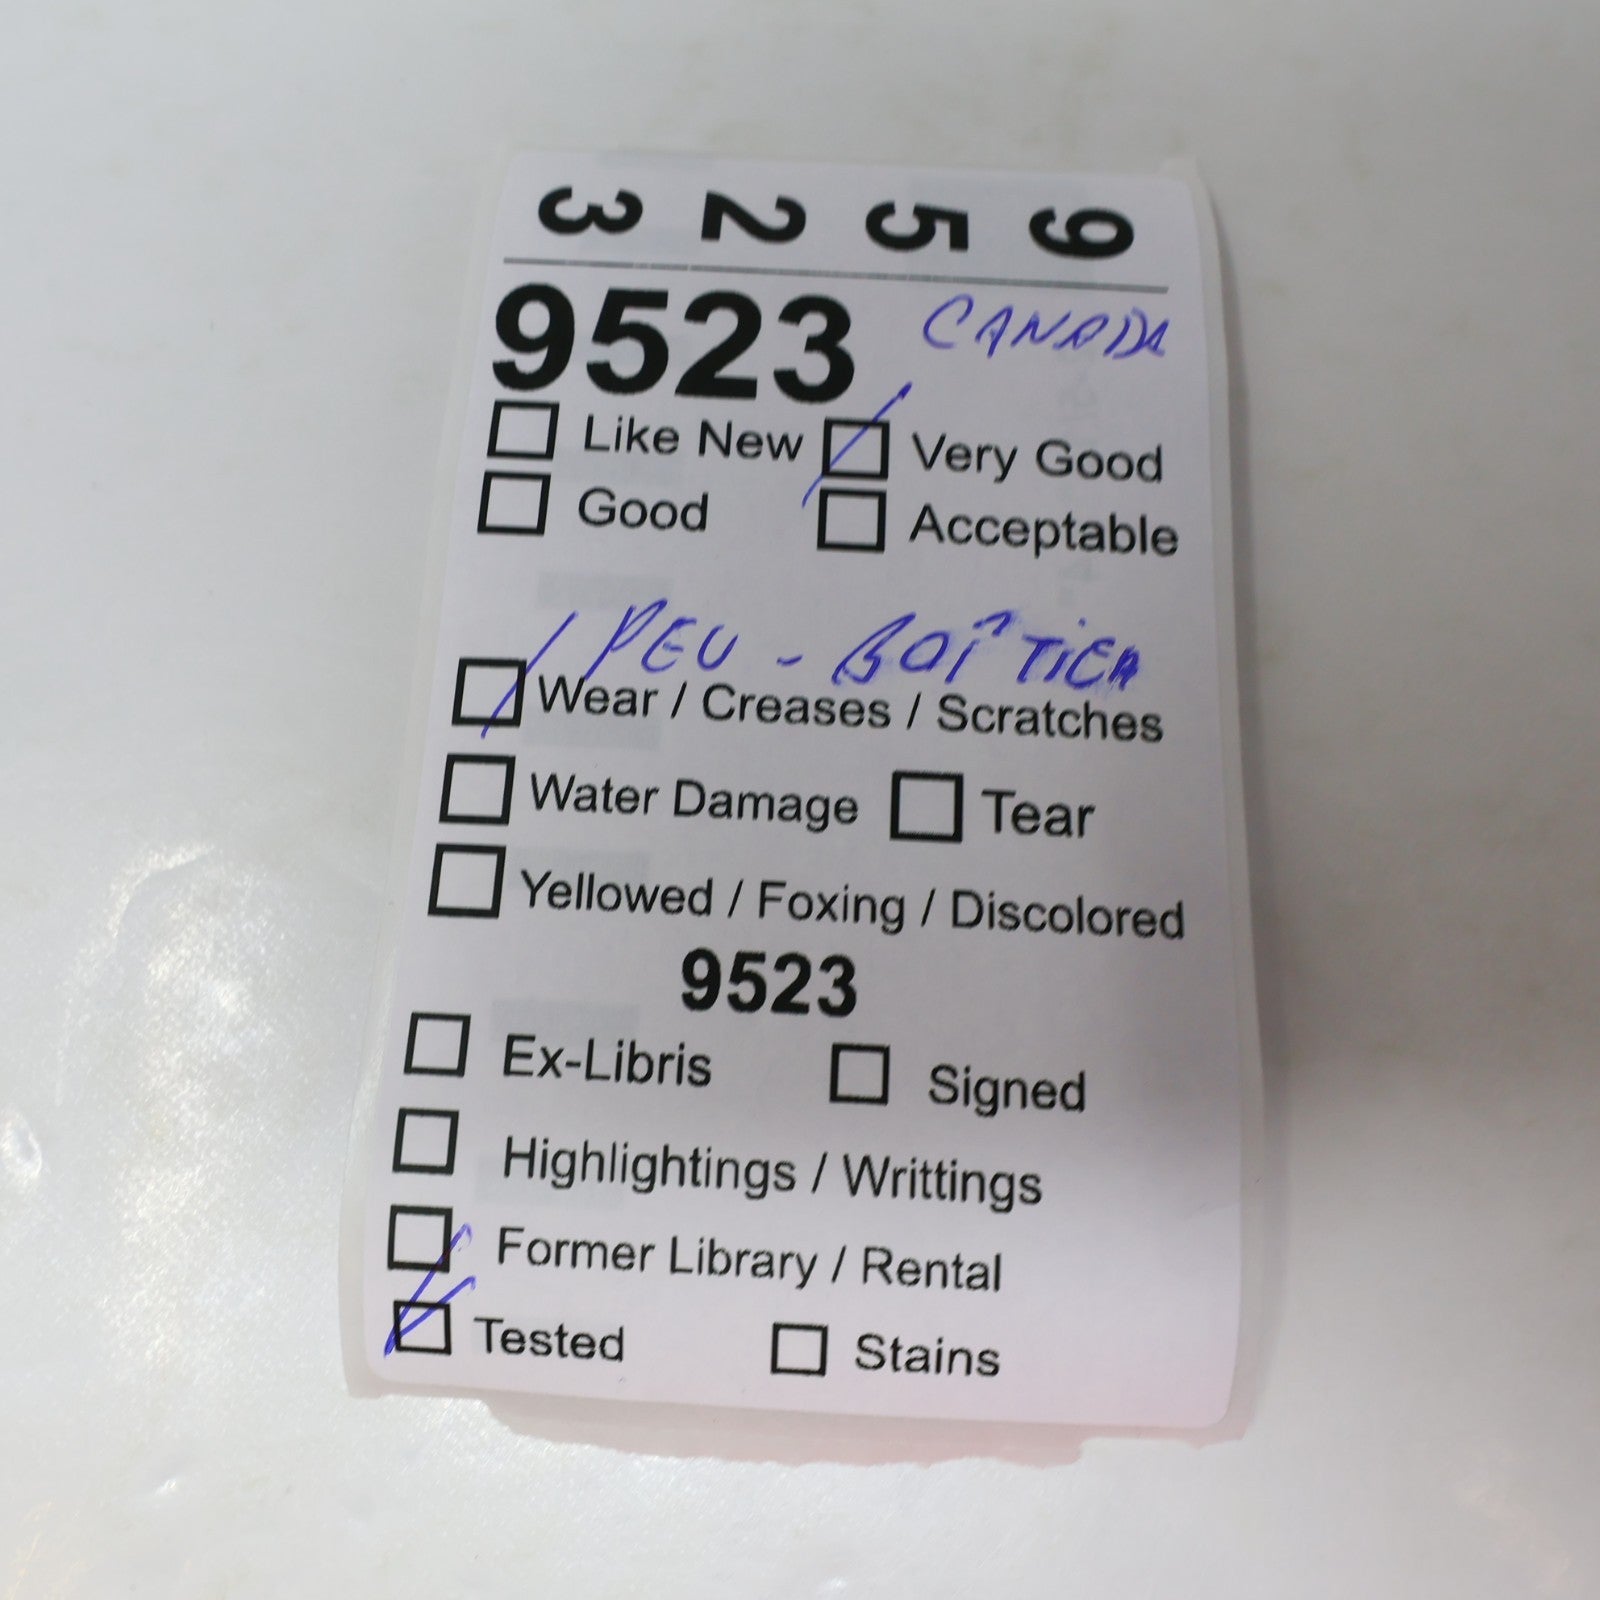 9 5 2 3
9523 CANADA
Like New Very Good
Good Acceptable
PEU - BOÎTIER
Wear / Creases / Scratches
Water Damage Tear
Yellowed / Foxing / Discolored
9523
Ex-Libris Signed
Highlightings / Writtings
Former Library / Rental
Tested Stains